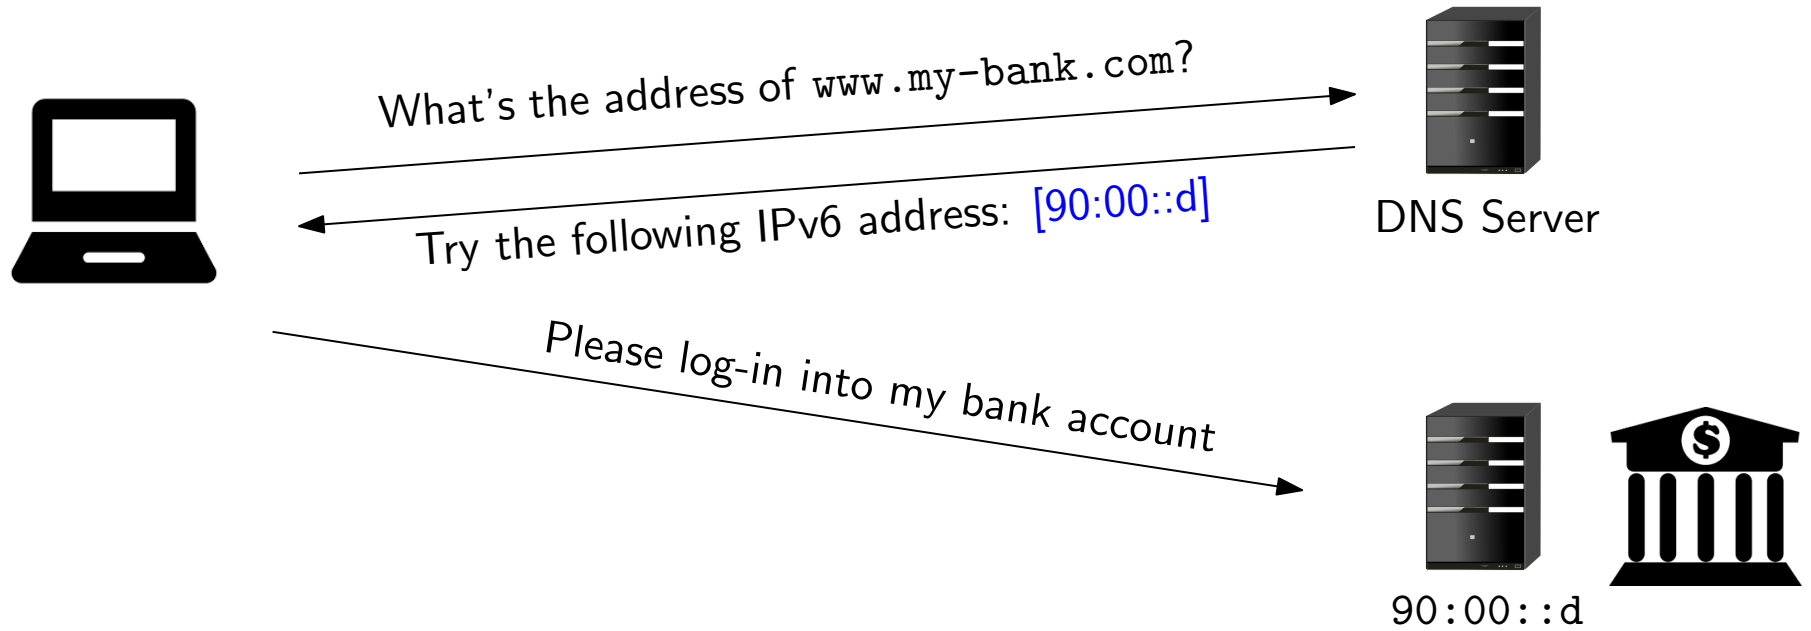 What's the address of www.my-bank.com?
Try the following IPv6 address: [90:00::d]
DNS Server
Please log-in into my bank account
$
90:00::d